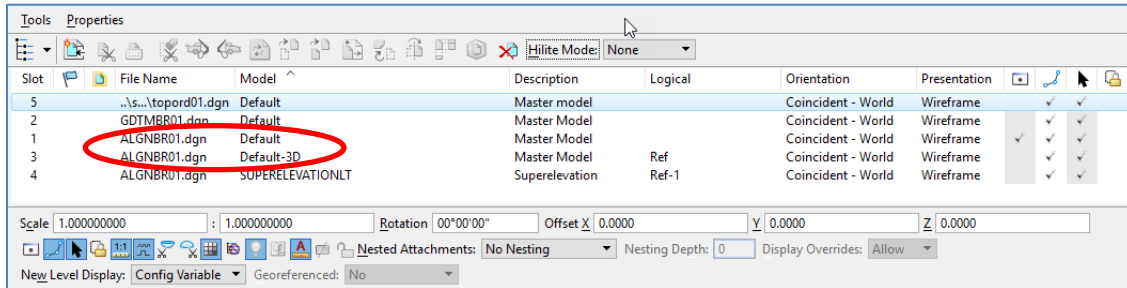 Tools Properties
Hilite Mode: None
Slot File Name Model Description Logical Orientation Presentation
5 ..\s...\topord01.dgn Default Master model Coincident - World Wireframe
2 GDTMBR01.dgn Default Master Model Coincident - World Wireframe
1 ALGNBR01.dgn Default Master Model Coincident - World Wireframe
3 ALGNBR01.dgn Default-3D Master Model Ref Coincident - World Wireframe
4 ALGNBR01.dgn SUPERELEVATIONLT Superelevation Ref-1 Coincident - World Wireframe
Scale 1.000000000 : 1.000000000 Rotation 00°00'00" Offset X 0.0000 Y 0.0000 Z 0.0000
1:1 A Nested Attachments: No Nesting Nesting Depth: 0 Display Overrides: Allow
New Level Display: Config Variable Georeferenced: No